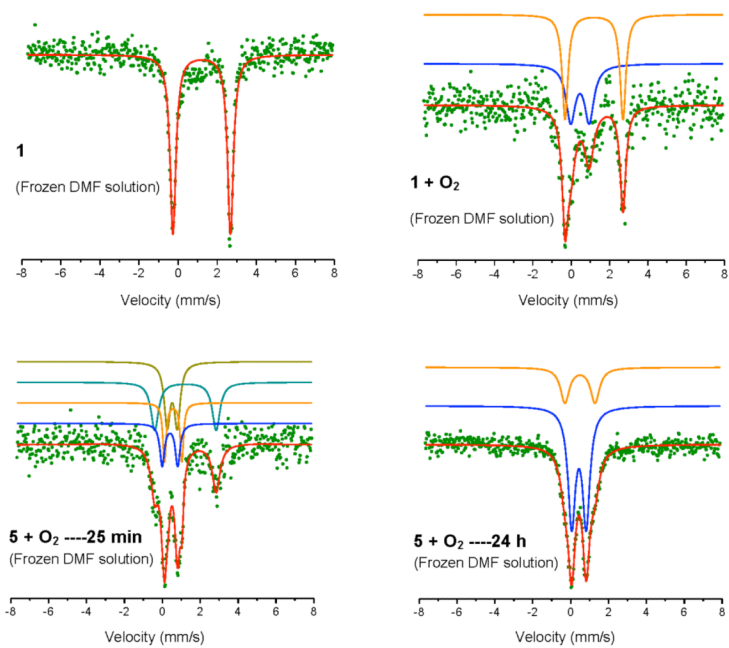 1
(Frozen DMF solution)
-8 -6 -4 -2 0 2 4 6 8
Velocity (mm/s)
1 + O₂
(Frozen DMF solution)
-8 -6 -4 -2 0 2 4 6 8
Velocity (mm/s)
5 + O₂ ----25 min
(Frozen DMF solution)
-8 -6 -4 -2 0 2 4 6 8
Velocity (mm/s)
5 + O₂ ----24 h
(Frozen DMF solution)
-8 -6 -4 -2 0 2 4 6 8
Velocity (mm/s)